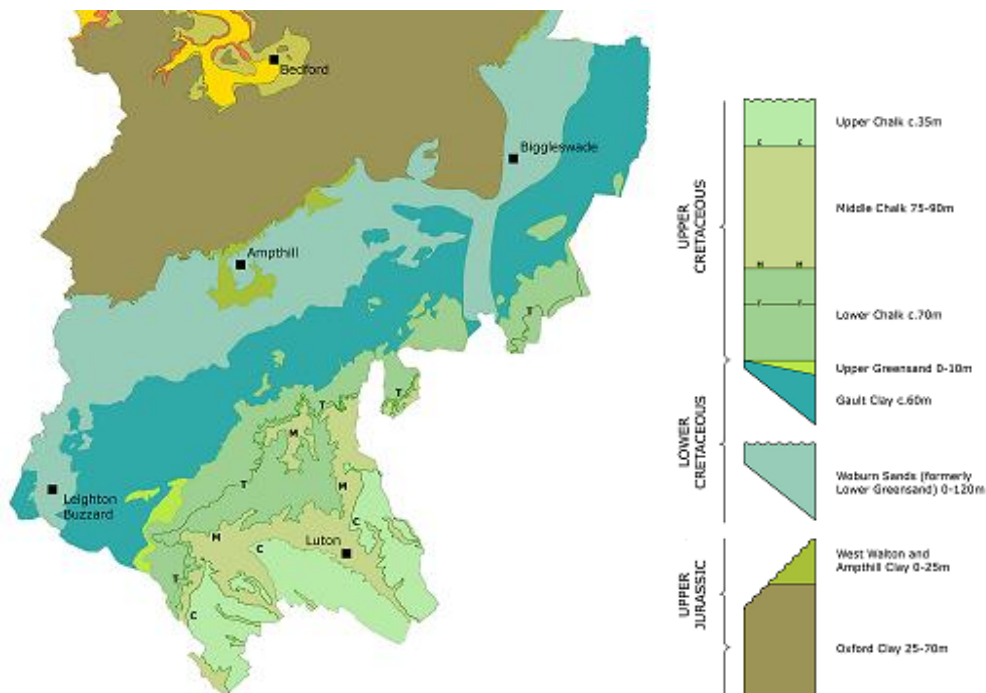 Bedford
Biggleswade
Ampthill
T
T
T
M
T
M
Leighton
Buzzard
C
M
C
Luton
T
C
UPPER
CRETACEOUS
LOWER
CRETACEOUS
UPPER
JURASSIC
C C
M M
T T
Upper Chalk c.35m
Middle Chalk 75-90m
Lower Chalk c.70m
Upper Greensand 0-10m
Gault Clay c.60m
Woburn Sands (formerly
Lower Greensand) 0-120m
West Walton and
Ampthill Clay 0-25m
Oxford Clay 25-70m